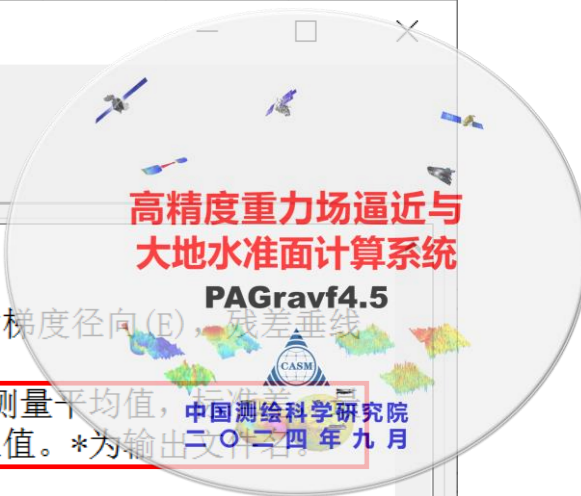 高精度重力场逼近与
大地水准面计算系统
PAGravf4.5
梯度径向(E)，残差垂线
CASM
测量平均值，标准差，
值。*为输出文件名。
中国测绘科学研究院
二〇二四年九月